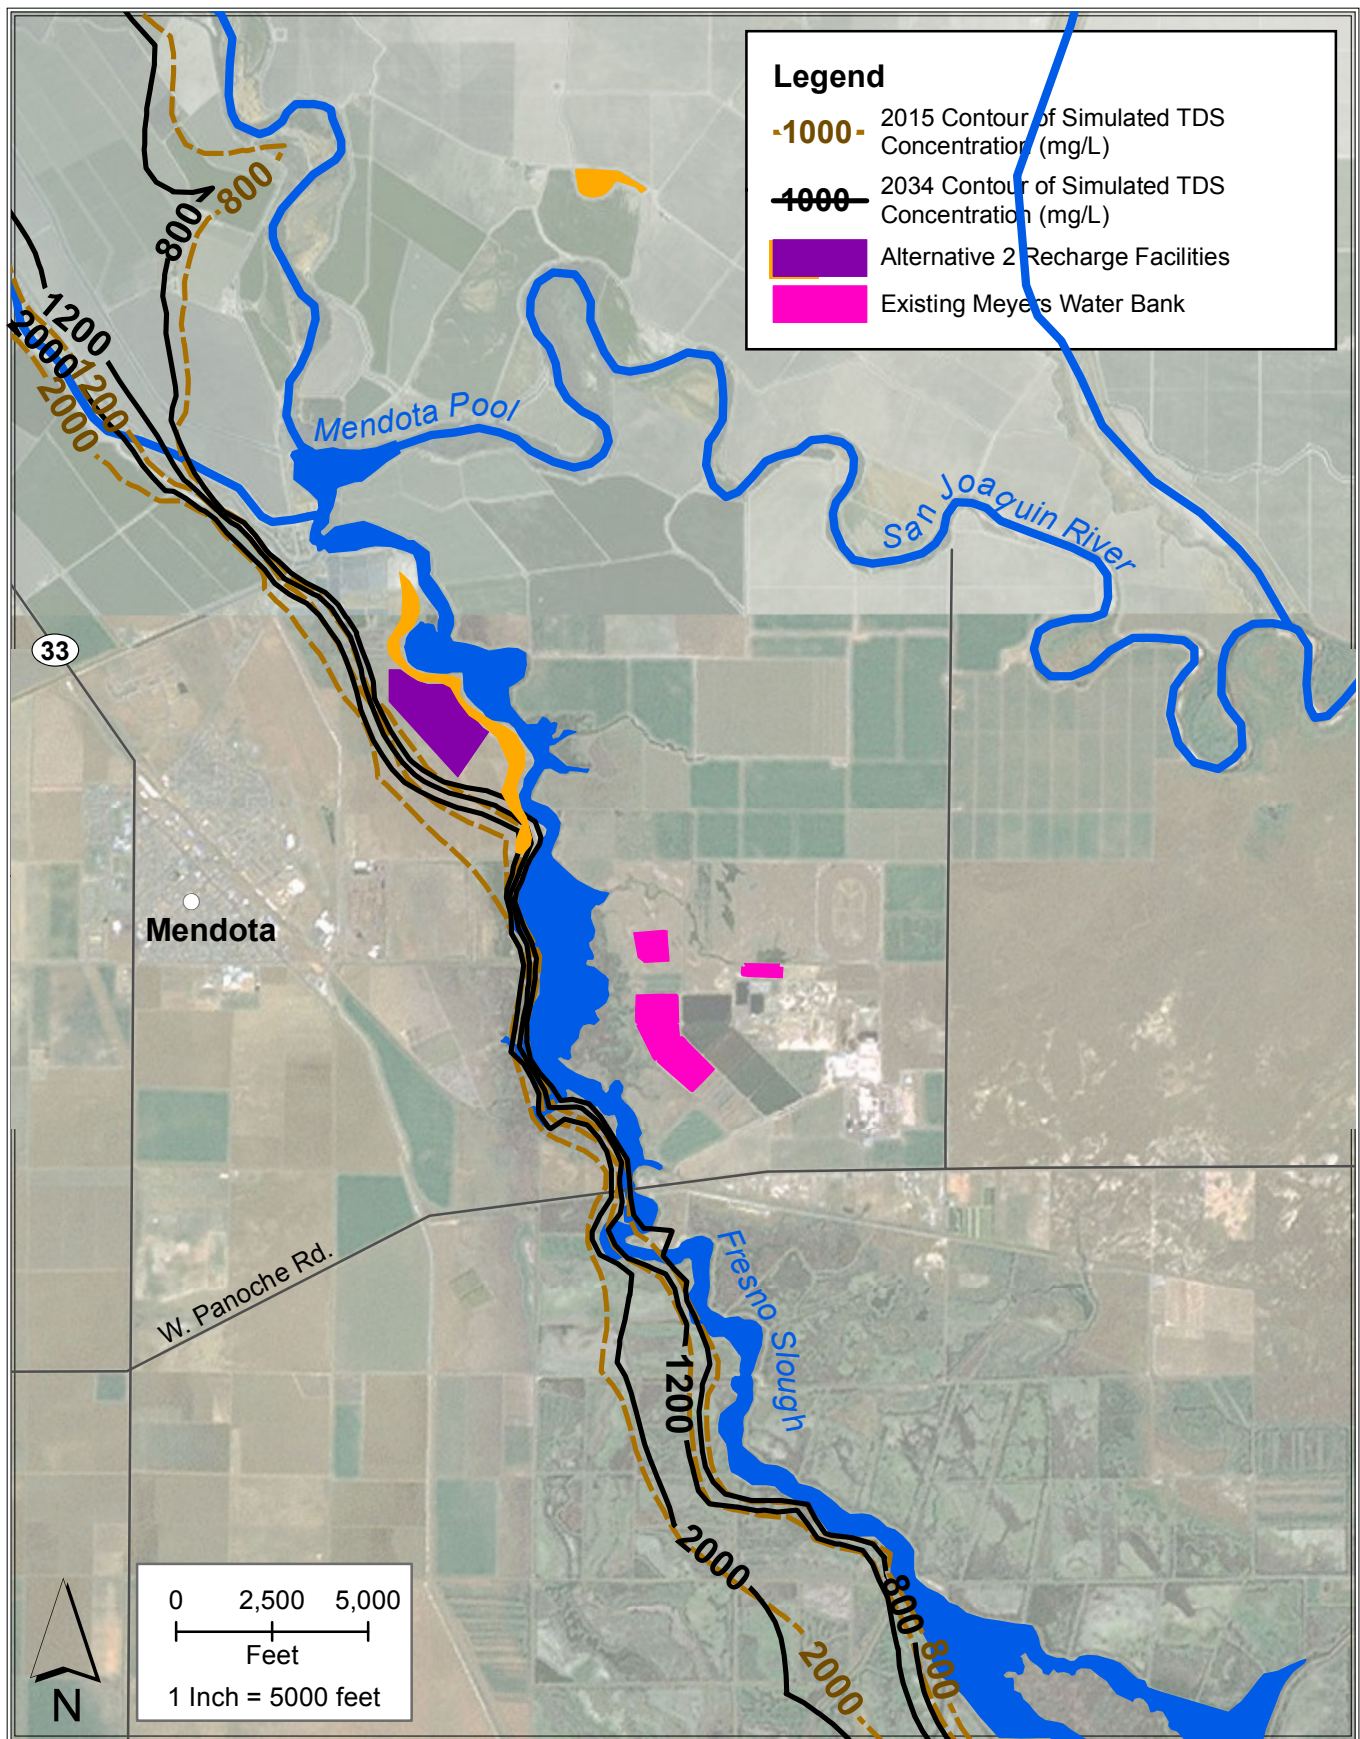 Legend
1000
2015 Contour of Simulated TDS
Concentration (mg/L)
1000
2034 Contour of Simulated TDS
Concentration (mg/L)
Alternative 2 Recharge Facilities
Existing Meyers Water Bank
800
800
1200
2000
1200
2000
Mendota Pool
San Joaquin River
33
Mendota
W. Panoche Rd.
Fresno Slough
1200
2000
800
800
2000
0 2,500 5,000
Feet
1 Inch = 5000 feet
N